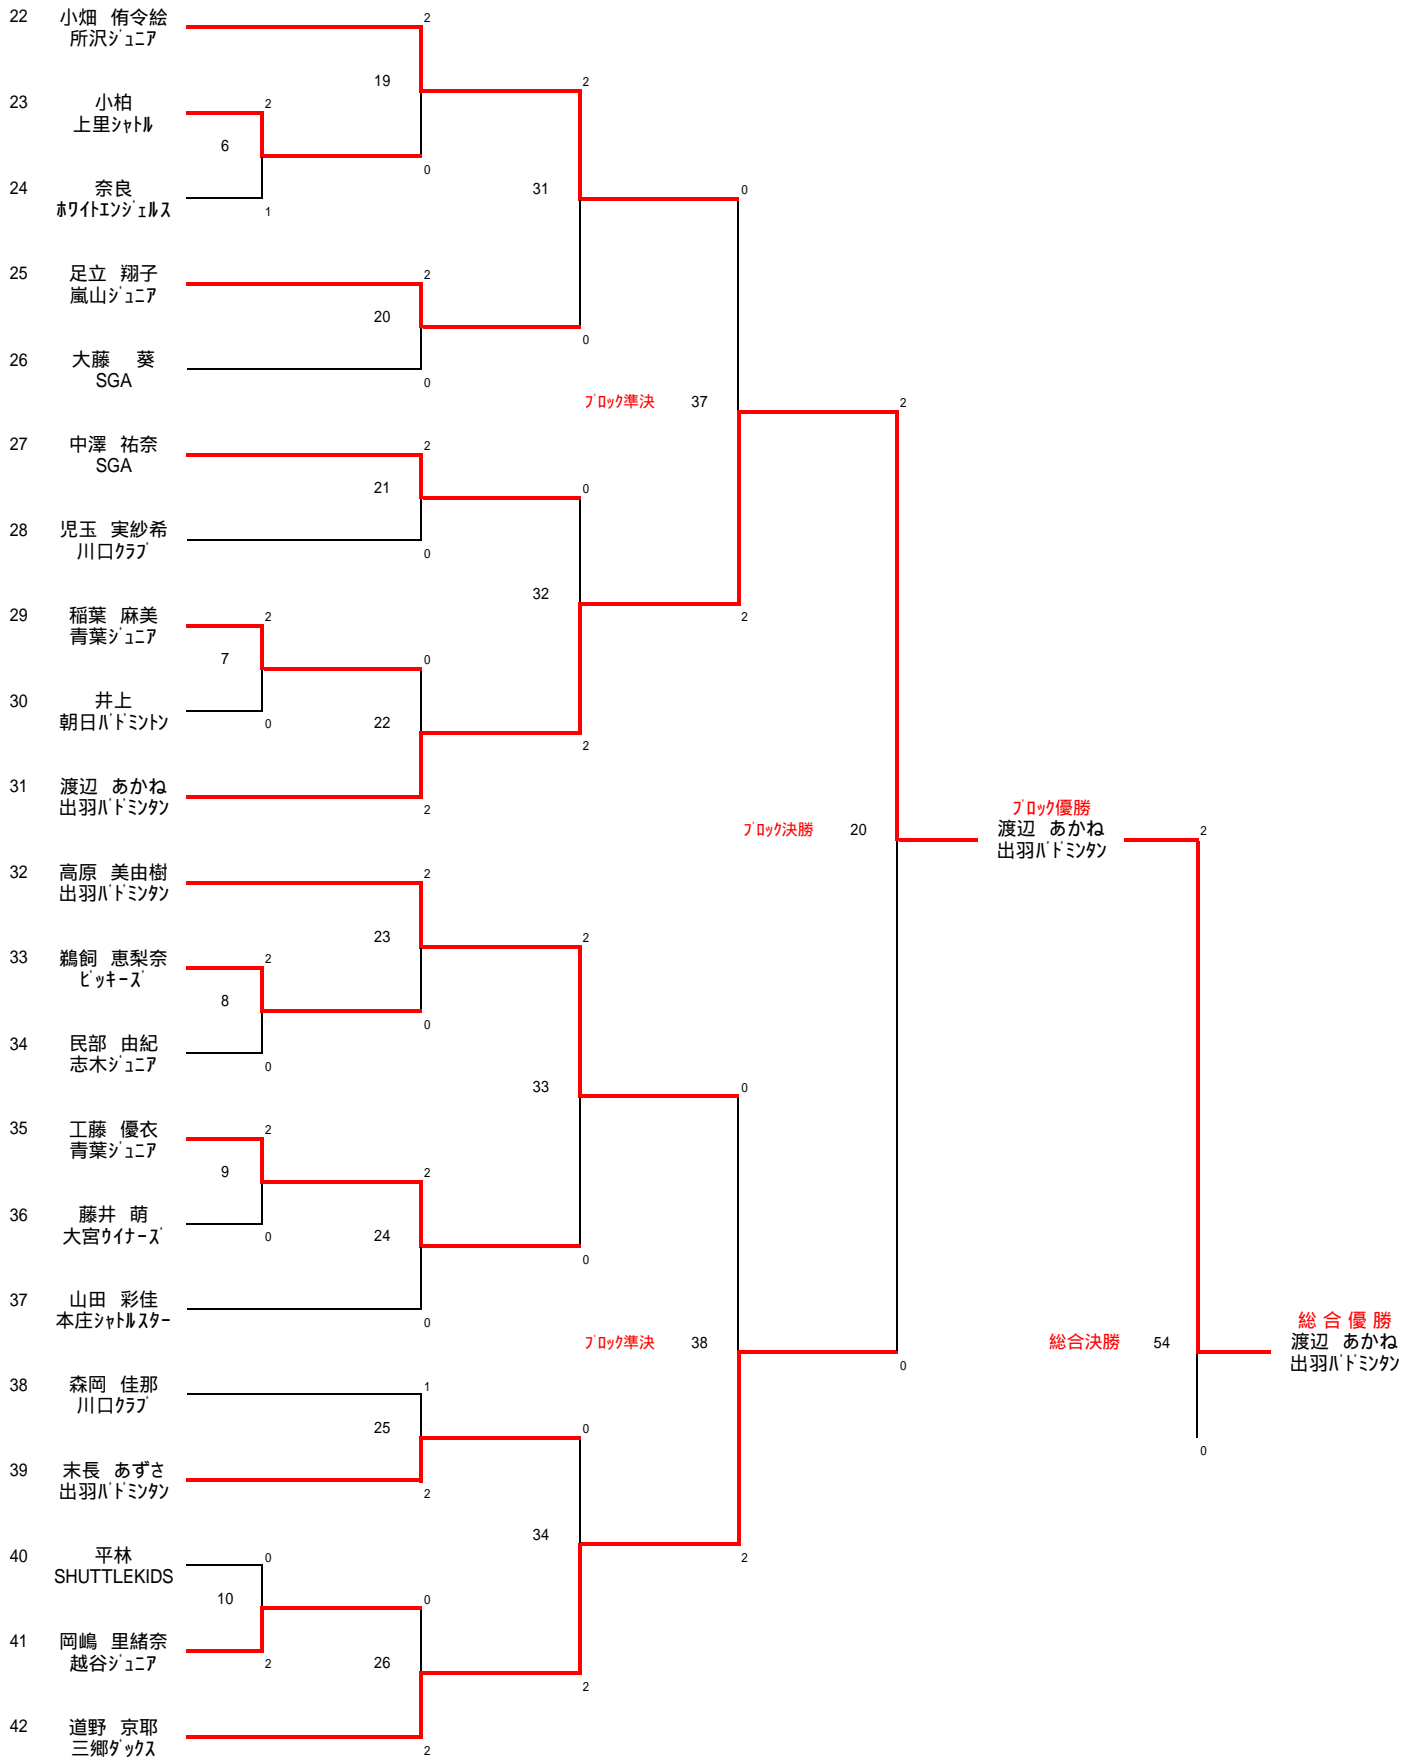 22 小畑 侑令絵
所沢ｼﾞｭﾆｱ
2
19
2
23 小柏
上里ｼｬﾄﾙ
2
6
0
24 奈良
ﾎﾜｲﾄｴﾝｼﾞｪﾙｽ
1
31
0
25 足立 翔子
嵐山ｼﾞｭﾆｱ
2
20
0
26 大藤 葵
SGA
0
ﾌﾞﾛｯｸ準決 37
2
27 中澤 祐奈
SGA
2
21
0
28 児玉 実紗希
川口ｸﾗﾌﾞ
0
32
2
29 稲葉 麻美
青葉ｼﾞｭﾆｱ
2
7
0
30 井上
朝日ﾊﾞﾄﾞﾐﾝﾄﾝ
0
22
2
31 渡辺 あかね
出羽ﾊﾞﾄﾞﾐﾝﾀﾝ
2
ﾌﾞﾛｯｸ決勝 20
ﾌﾞﾛｯｸ優勝
渡辺 あかね
出羽ﾊﾞﾄﾞﾐﾝﾀﾝ
2
32 高原 美由樹
出羽ﾊﾞﾄﾞﾐﾝﾀﾝ
2
23
2
33 鵜飼 恵梨奈
ﾋﾞｯｷｰｽﾞ
2
8
0
34 民部 由紀
志木ｼﾞｭﾆｱ
0
33
0
35 工藤 優衣
青葉ｼﾞｭﾆｱ
2
9
2
36 藤井 萌
大宮ｳｲﾅｰｽﾞ
0
24
0
37 山田 彩佳
本庄ｼｬﾄﾙｽﾀｰ
0
ﾌﾞﾛｯｸ準決 38
0
総合決勝 54
総 合 優 勝
渡辺 あかね
出羽ﾊﾞﾄﾞﾐﾝﾀﾝ
0
38 森岡 佳那
川口ｸﾗﾌﾞ
1
25
0
39 末長 あずさ
出羽ﾊﾞﾄﾞﾐﾝﾀﾝ
2
34
2
40 平林
SHUTTLEKIDS
0
10
0
41 岡嶋 里緒奈
越谷ｼﾞｭﾆｱ
2
26
2
42 道野 京耶
三郷ﾀﾞｯｸｽ
2